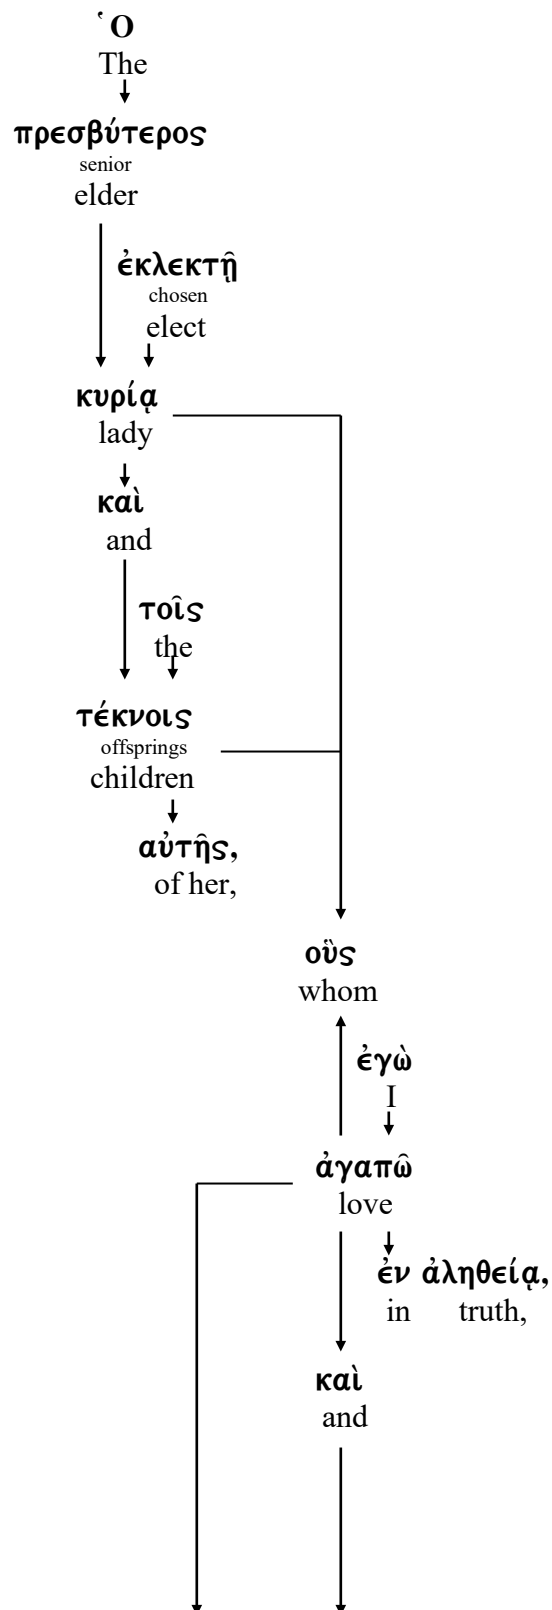 Ὁ
The
πρεσβύτερος
senior
elder
ἐκλεκτῇ
chosen
elect
κυρίᾳ
lady
καὶ
and
τοῖς
the
τέκνοις
offsprings
children
αὐτῆς,
of her,
οὓς
whom
ἐγὼ
I
ἀγαπῶ
love
ἐν ἀληθείᾳ,
in truth,
καὶ
and